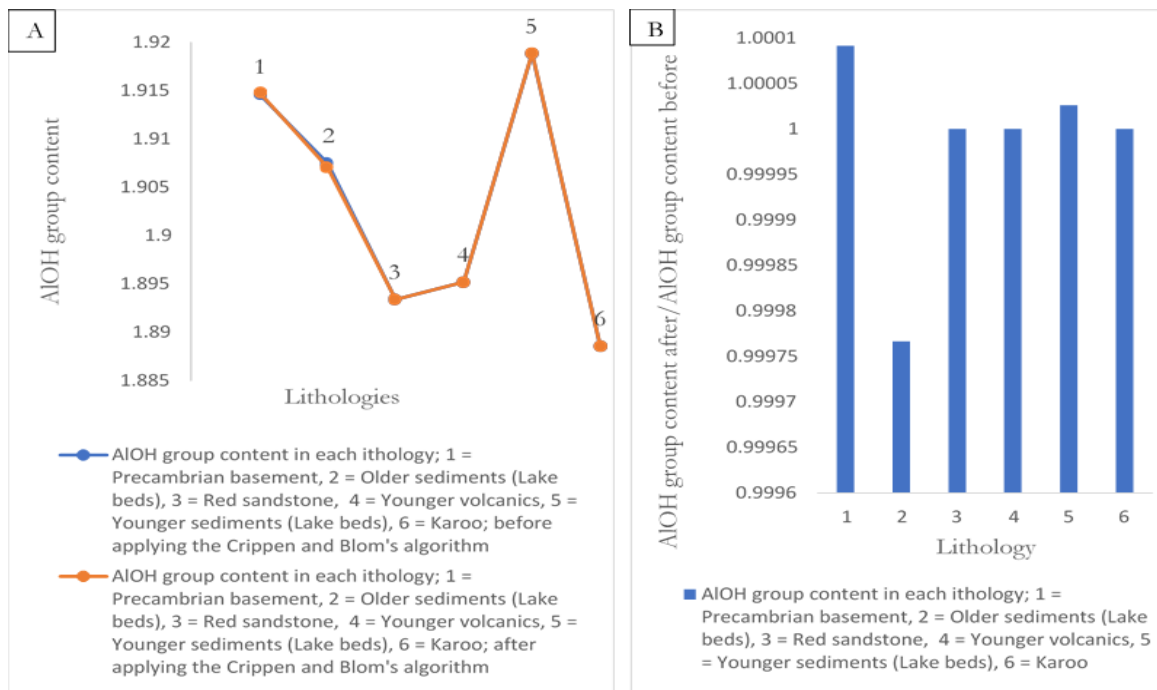 A
AlOH group content
1.92
1.915
1.91
1.905
1.9
1.895
1.89
1.885
1
2
3
4
5
6
Lithologies
AlOH group content in each ithology; 1 =
Precambrian basement, 2 = Older sediments (Lake
beds), 3 = Red sandstone, 4 = Younger volcanics, 5 =
Younger sediments (Lake beds), 6 = Karoo; before
applying the Crippen and Blom's algorithm
AlOH group content in each ithology; 1 =
Precambrian basement, 2 = Older sediments (Lake
beds), 3 = Red sandstone, 4 = Younger volcanics, 5 =
Younger sediments (Lake beds), 6 = Karoo; after
applying the Crippen and Blom's algorithm
B
AlOH group content after/AlOH group content before
1.0001
1.00005
1
0.99995
0.9999
0.99985
0.9998
0.99975
0.9997
0.99965
0.9996
1 2 3 4 5 6
Lithology
AlOH group content in each ithology; 1 =
Precambrian basement, 2 = Older sediments (Lake
beds), 3 = Red sandstone, 4 = Younger volcanics, 5
= Younger sediments (Lake beds), 6 = Karoo